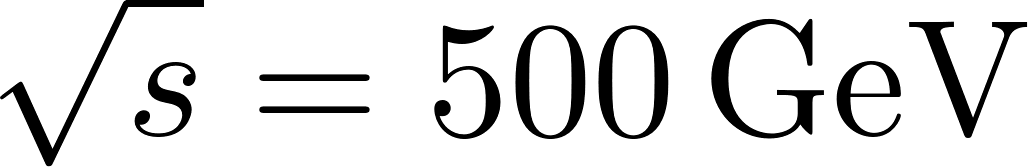 √s = 500 GeV